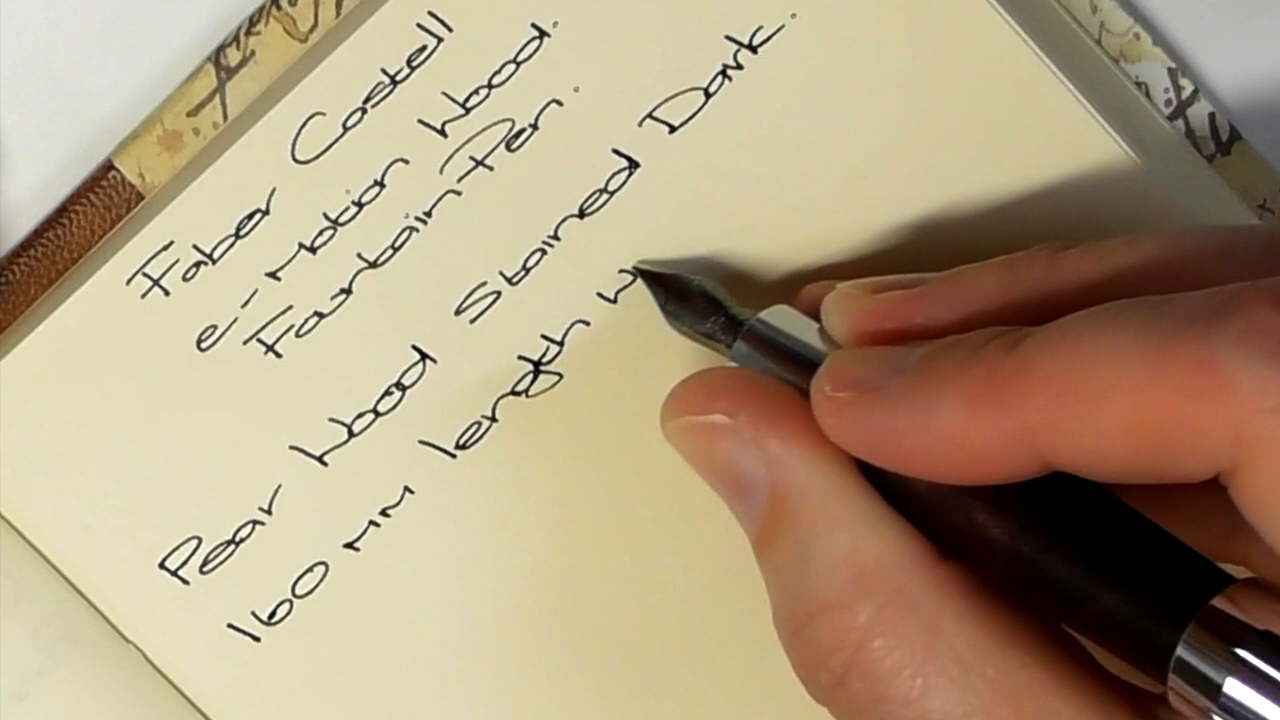 Faber Castell
e-Motion Wood.
Fountain Pen.
Pear Wood Stained Dark.
160 mm length w